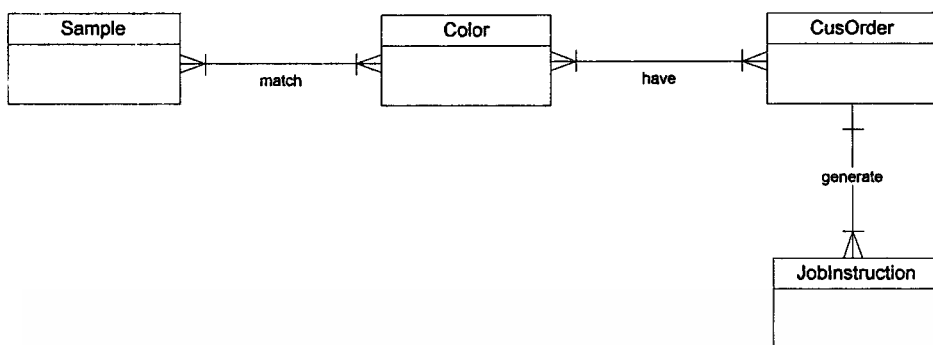 Sample
Color
CusOrder
match
have
generate
JobInstruction